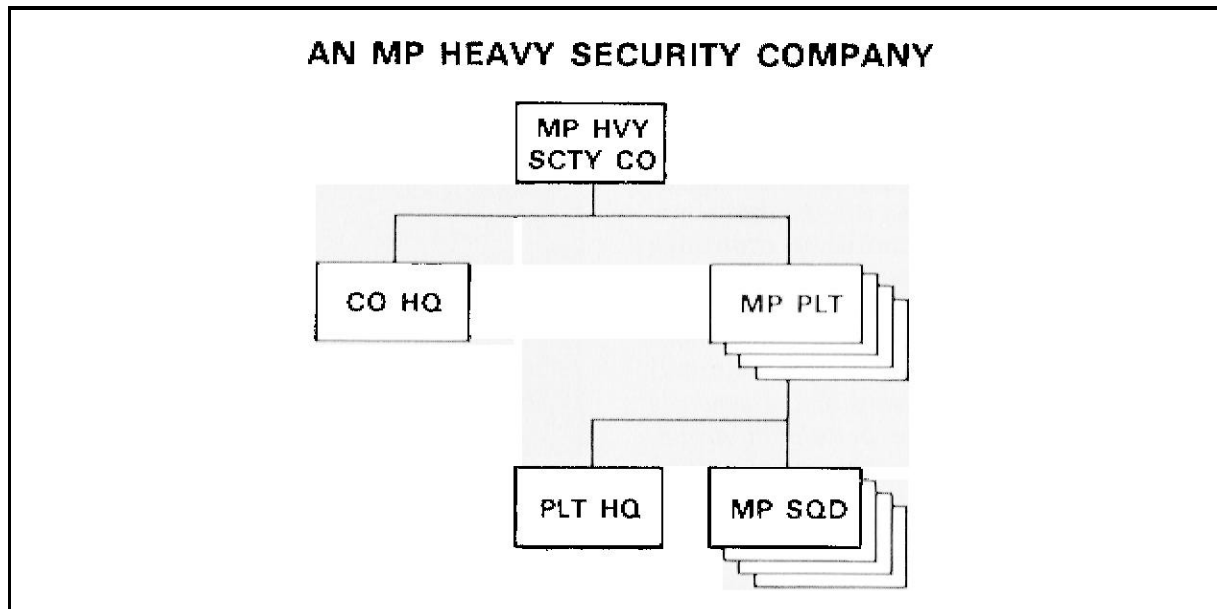 AN MP HEAVY SECURITY COMPANY
MP HVY
SCTY CO
CO HQ
MP PLT
PLT HQ
MP SQD